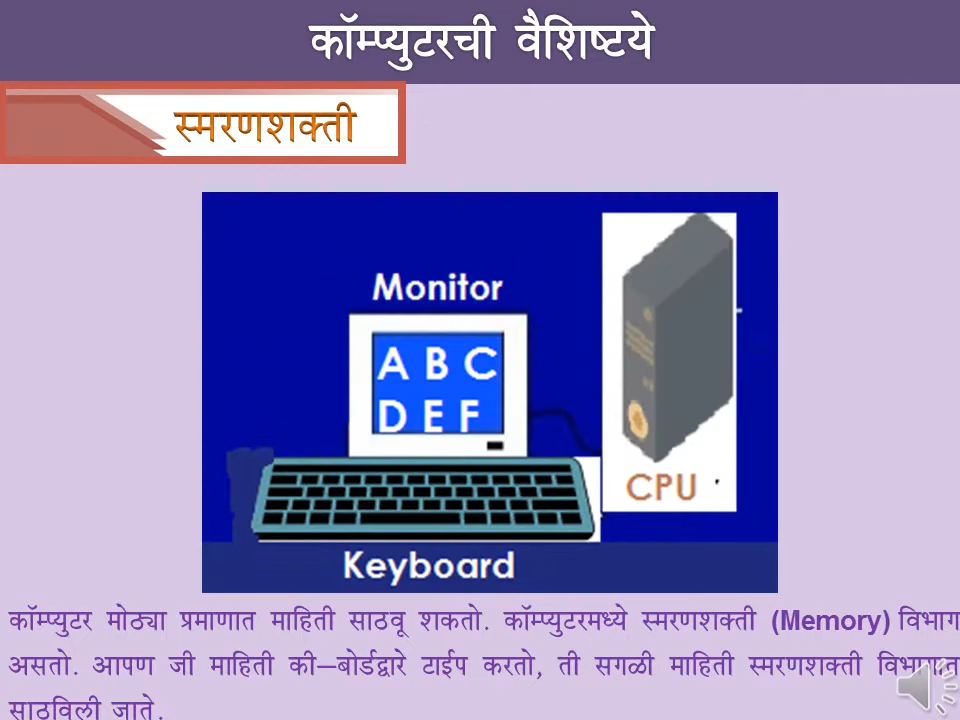 कॉम्प्युटरची वैशिष्टये
स्मरणशक्ती
Monitor
A B C
D E F
CPU
Keyboard
कॉम्प्युटर मोठ्या प्रमाणात माहिती साठवू शकतो. कॉम्प्युटरमध्ये स्मरणशक्ती (Memory) विभाग
असतो. आपण जी माहिती की–बोर्डद्वारे टाईप करतो, ती सगळी माहिती स्मरणशक्ती विभागात
साठविली जाते.